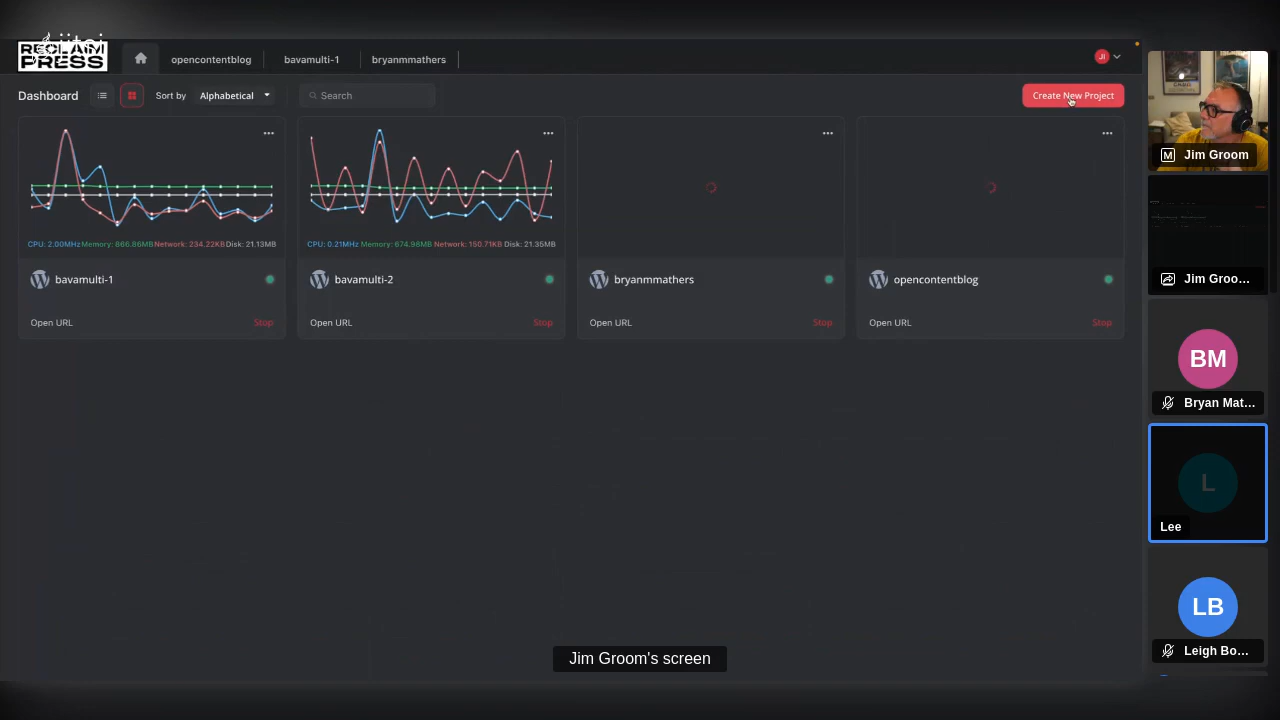 jitsi
RECLAIM
PRESS
opencontentblog
bavamulti-1
bryanmmathers
JI
Dashboard
Sort by
Alphabetical
Search
Create New Project
CPU: 2.00MHz Memory: 666.86MB Network: 234.22KB Disk: 21.13MB
CPU: 0.21MHz Memory: 674.98MB Network: 150.71KB Disk: 21.35MB
bavamulti-1
bavamulti-2
bryanmmathers
opencontentblog
Open URL
Stop
Open URL
Stop
Open URL
Stop
Open URL
Stop
Jim Groom's screen
M
Jim Groom
Jim Groo...
BM
Bryan Mat...
L
Lee
LB
Leigh Bo...